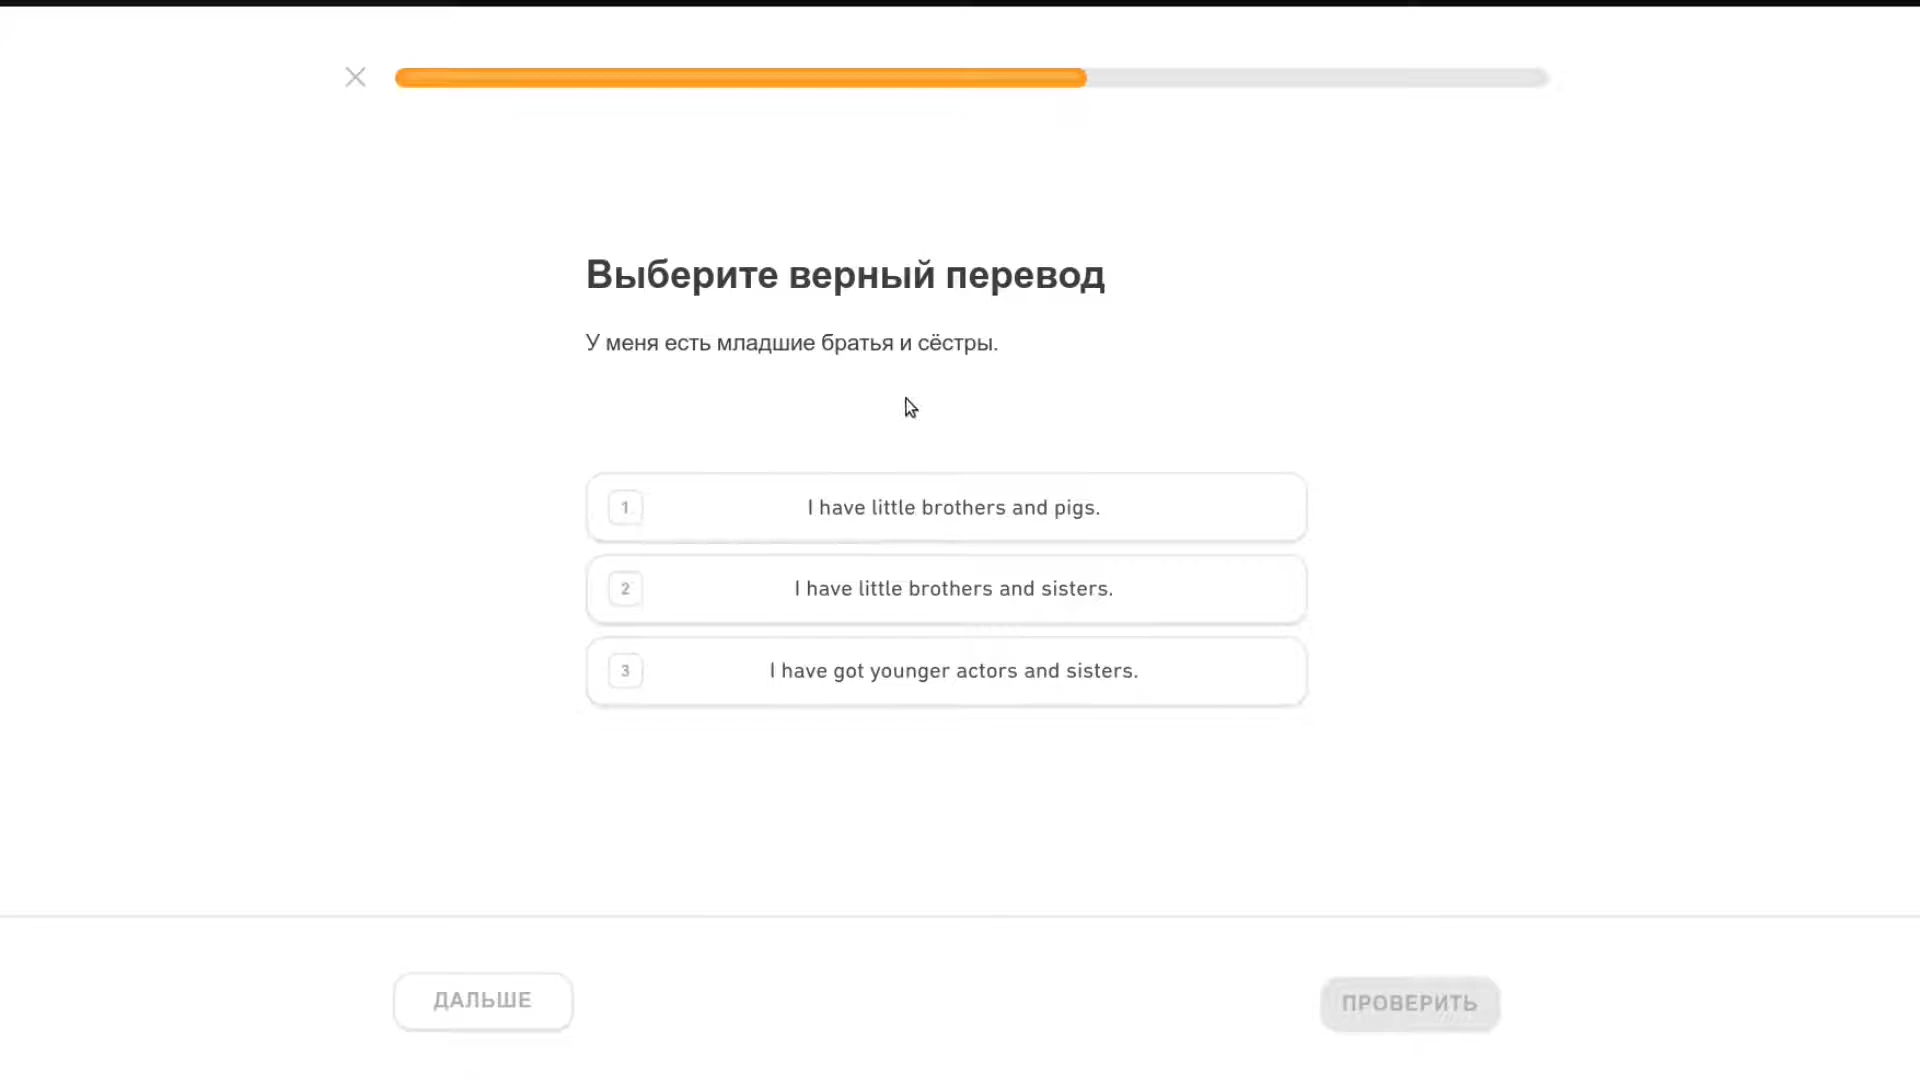 Выберите верный перевод
У меня есть младшие братья и сёстры.
1 I have little brothers and pigs.
2 I have little brothers and sisters.
3 I have got younger actors and sisters.
ДАЛЬШЕ
ПРОВЕРИТЬ